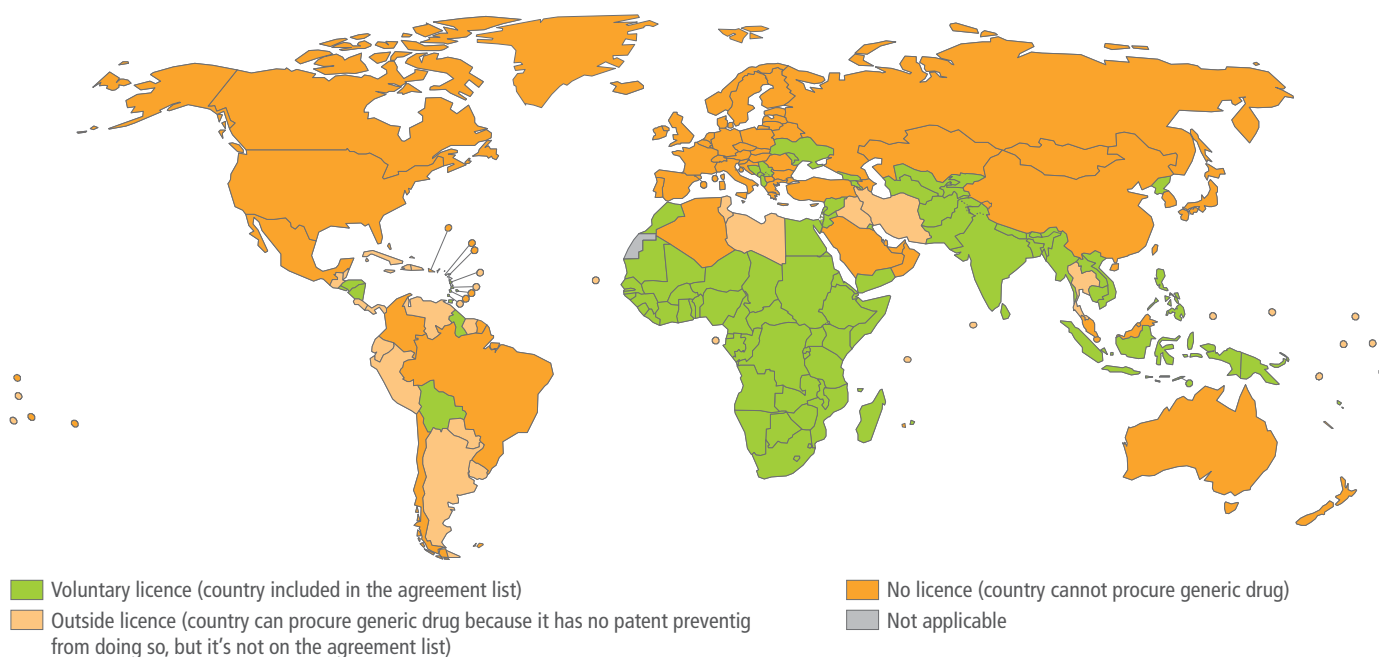 Voluntary licence (country included in the agreement list)
Outside licence (country can procure generic drug because it has no patent preventig
from doing so, but it's not on the agreement list)
No licence (country cannot procure generic drug)
Not applicable